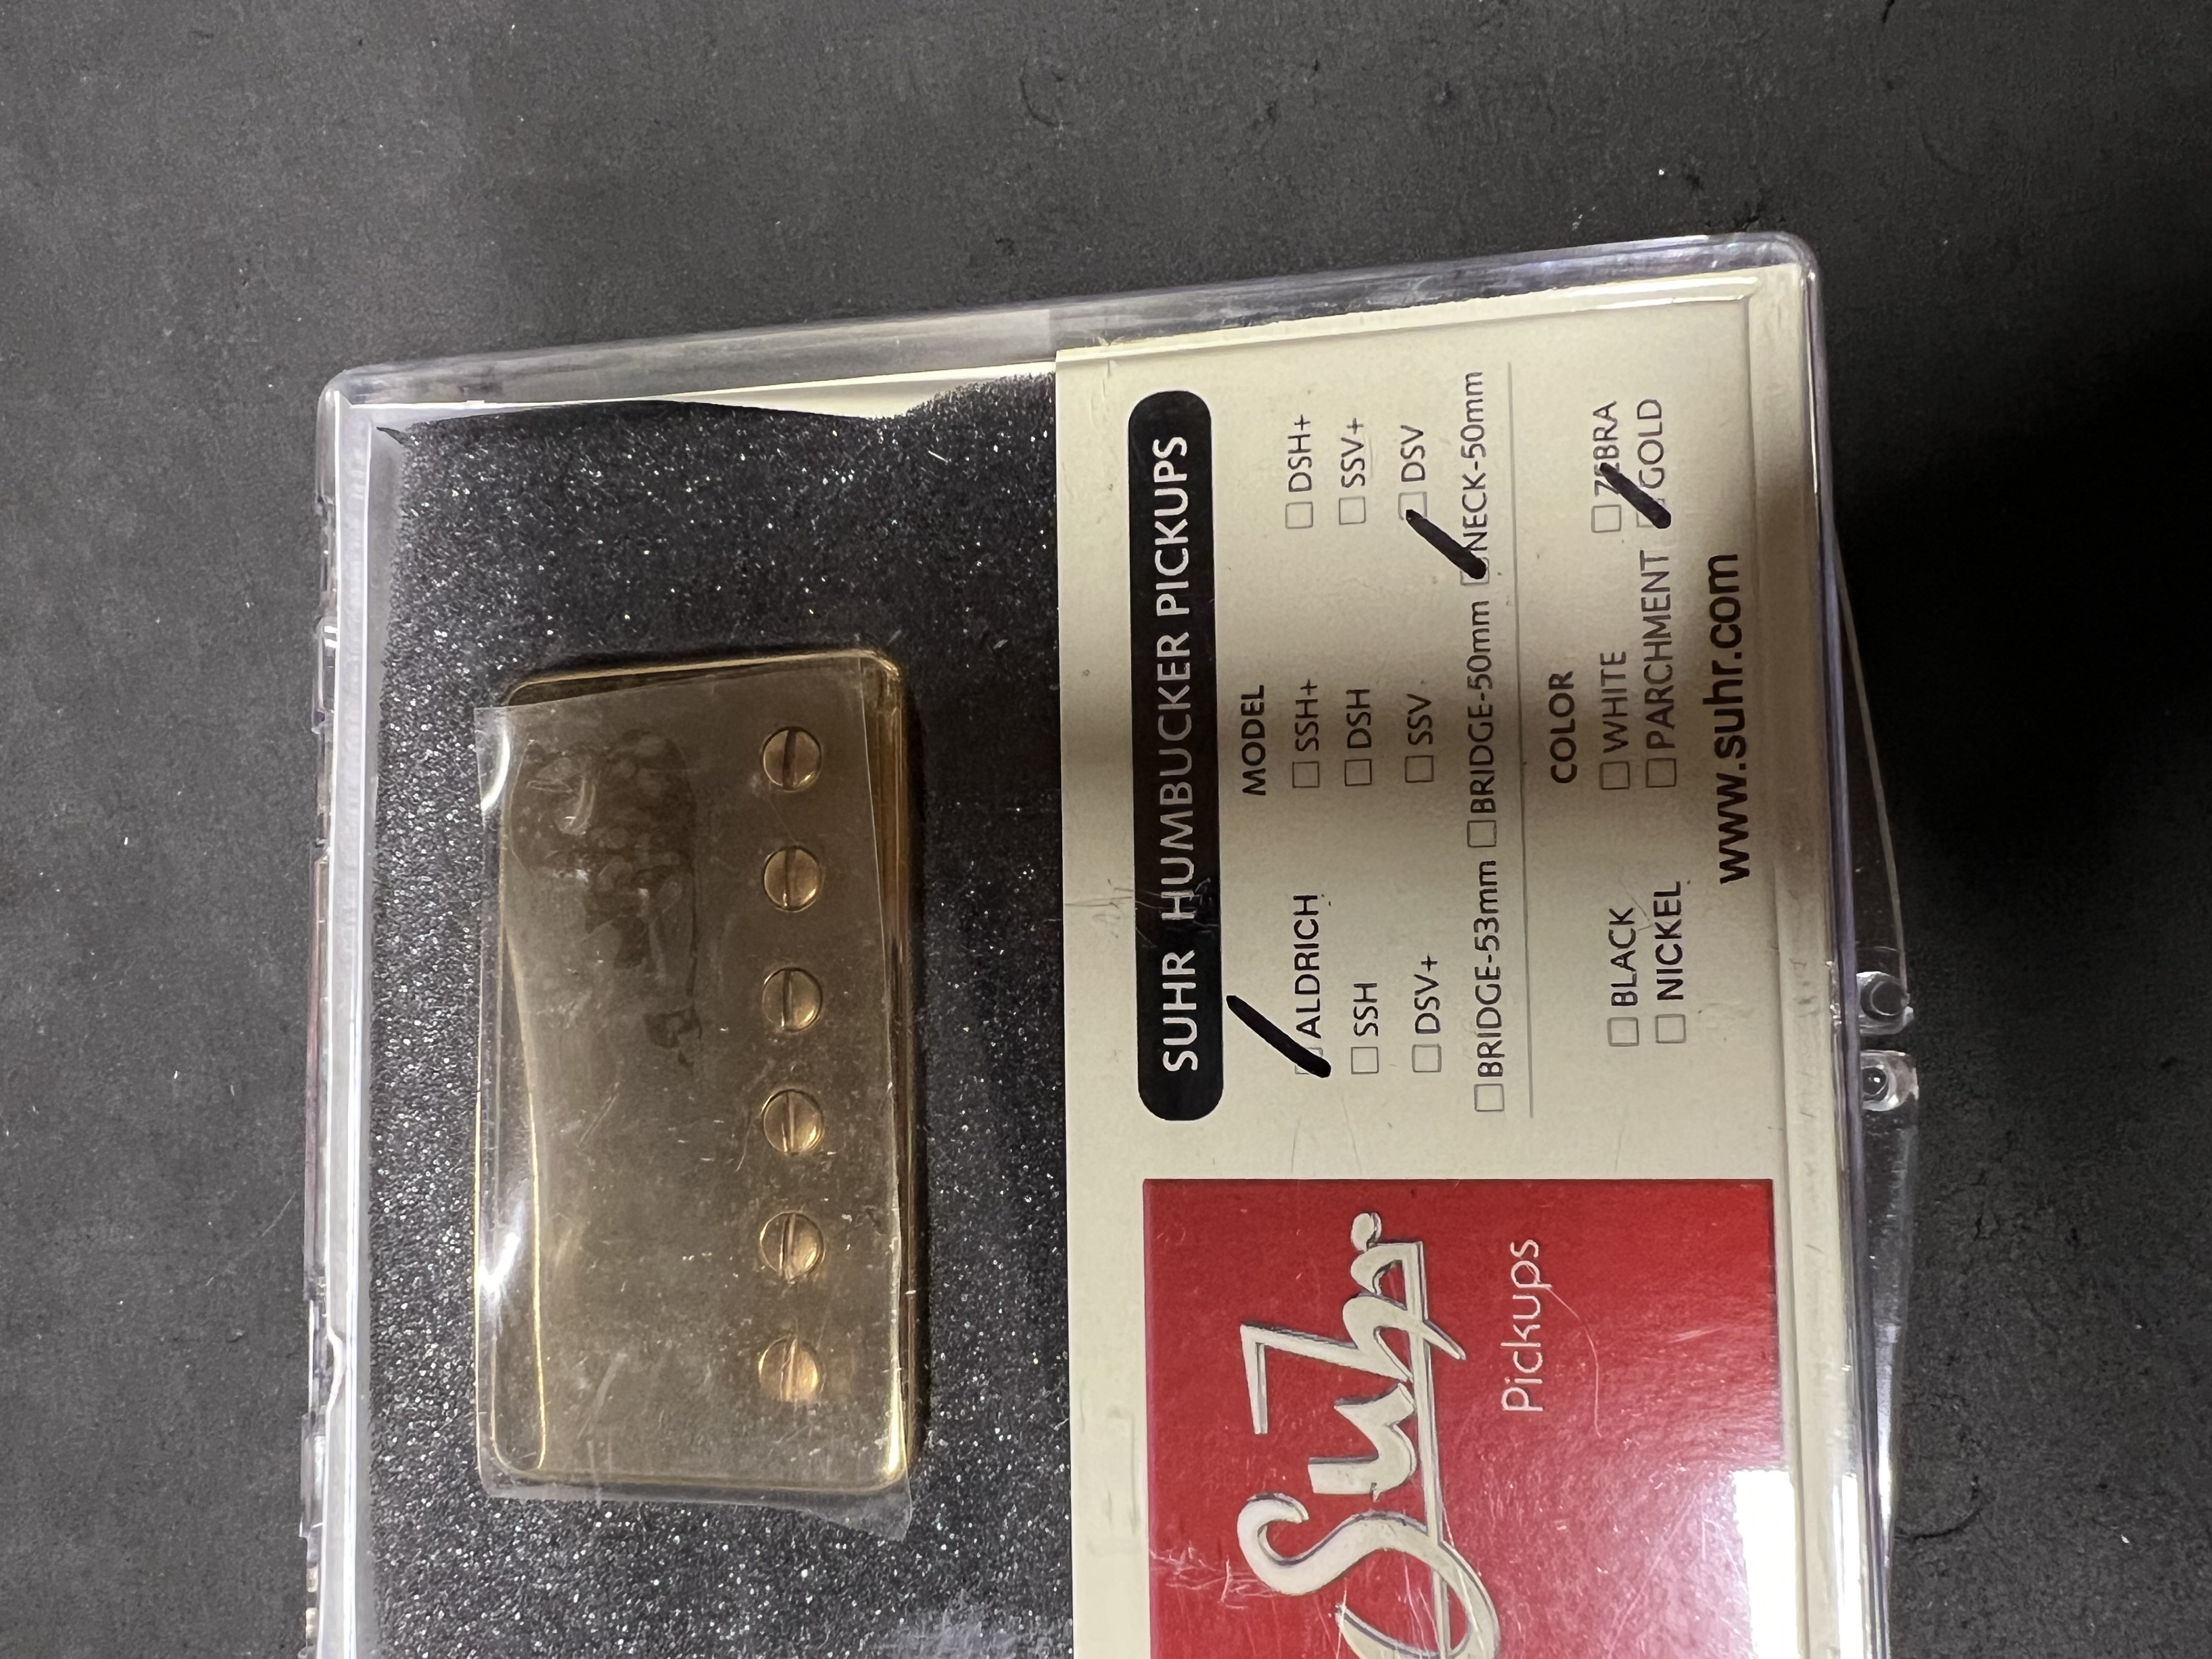 SUHR HUMBUCKER PICKUPS
MODEL
ALDRICH SSH+ DSH+
SSH DSH SSV+
DSV+ SSV DSV
BRIDGE-53mm BRIDGE-50mm NECK-50mm
COLOR
BLACK WHITE ZEBRA
NICKEL PARCHMENT GOLD
www.suhr.com
Suhr
Pickups